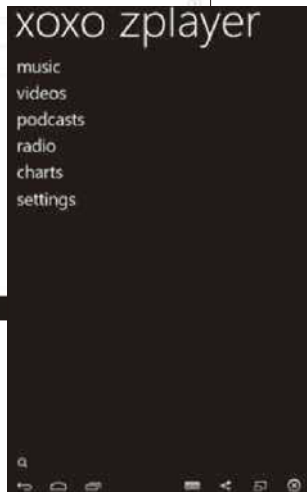 xoxo zplayer
music
videos
podcasts
radio
charts
settings